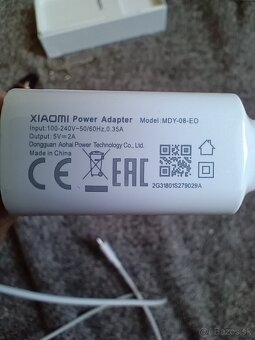 XIAOMI Power Adapter Model: MDY-08-EO
Input:100-240V~50/60Hz,0.35A
Output: 5V⎓2A
Dongguan Aohai Power Technology Co., Ltd.
Made in China
CE EAC
2G31801S279029A
bazar.sk